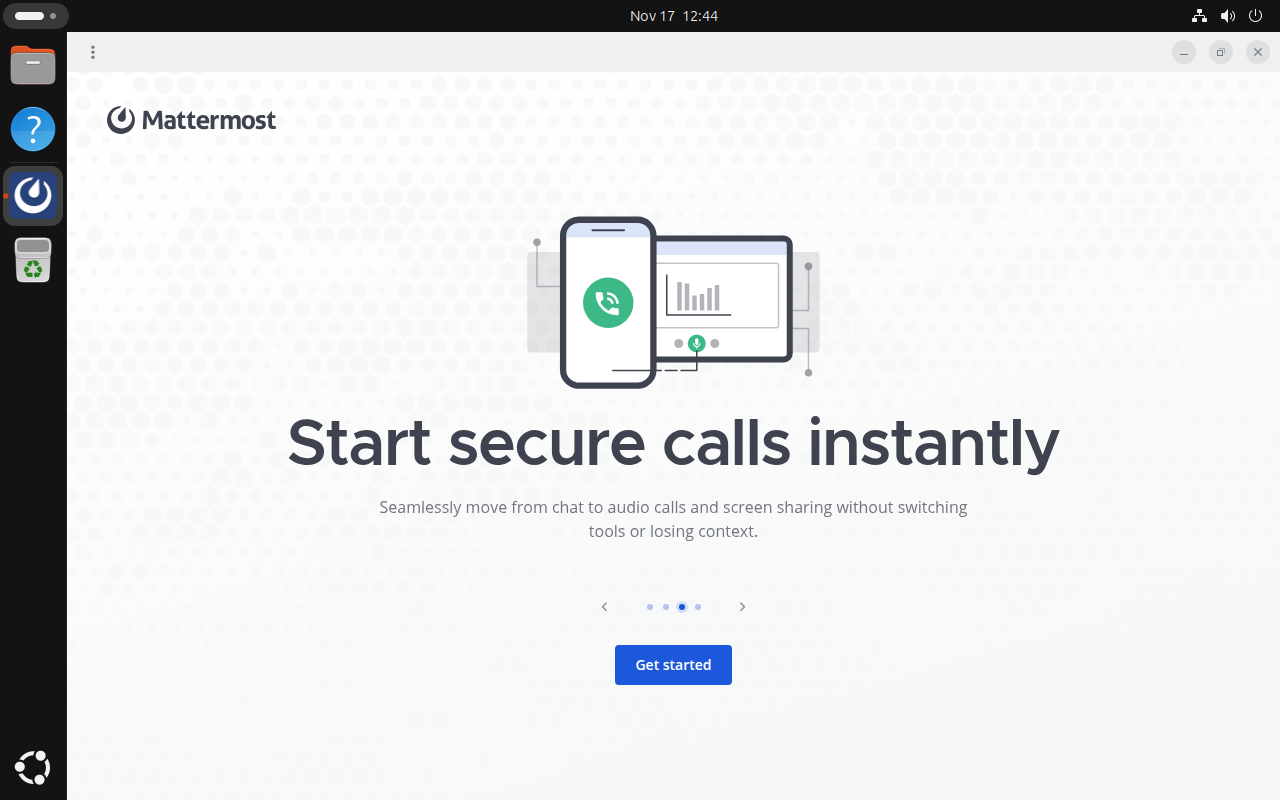 Nov 17 12:44
Mattermost
Start secure calls instantly
Seamlessly move from chat to audio calls and screen sharing without switching
tools or losing context.
Get started